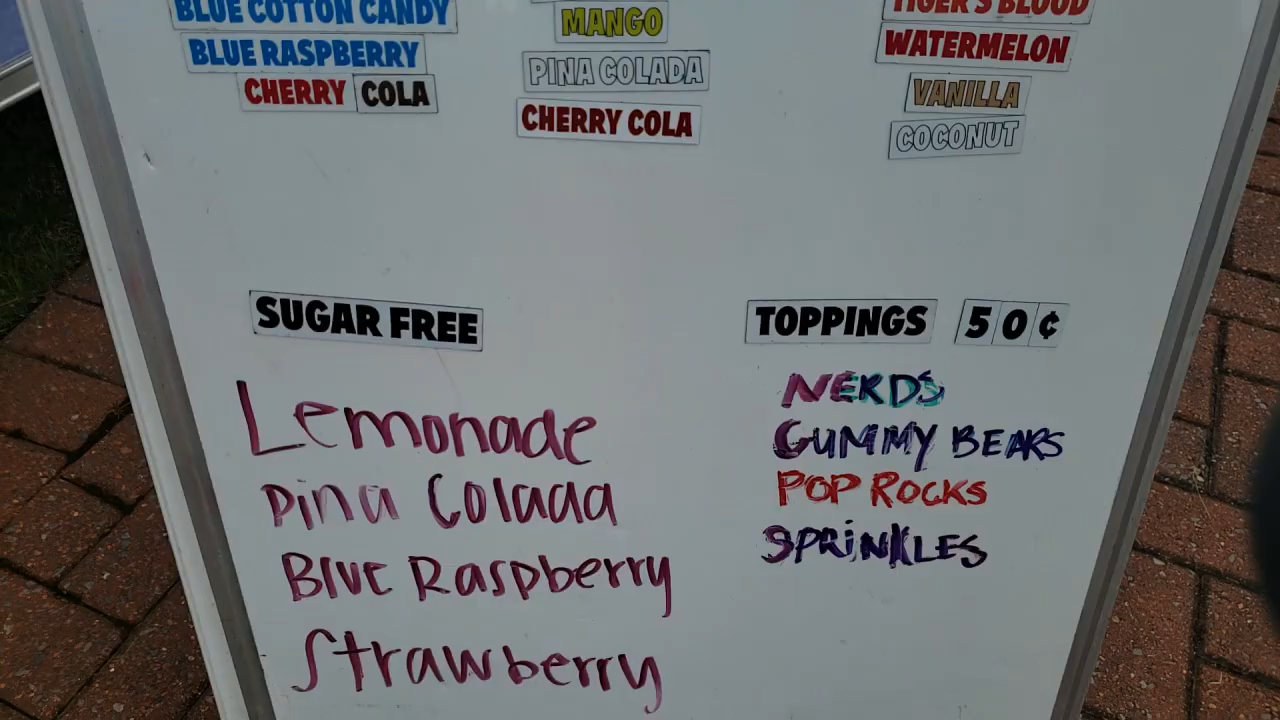 BLUE COTTON CANDY
BLUE RASPBERRY
CHERRY COLA
MANGO
PINA COLADA
CHERRY COLA
TIGER'S BLOOD
WATERMELON
VANILLA
COCONUT
SUGAR FREE
Lemonade
Pina Colada
Blue Raspberry
Strawberry
TOPPINGS 50¢
NERDS
GUMMY BEARS
POP ROCKS
SPRiNKLES